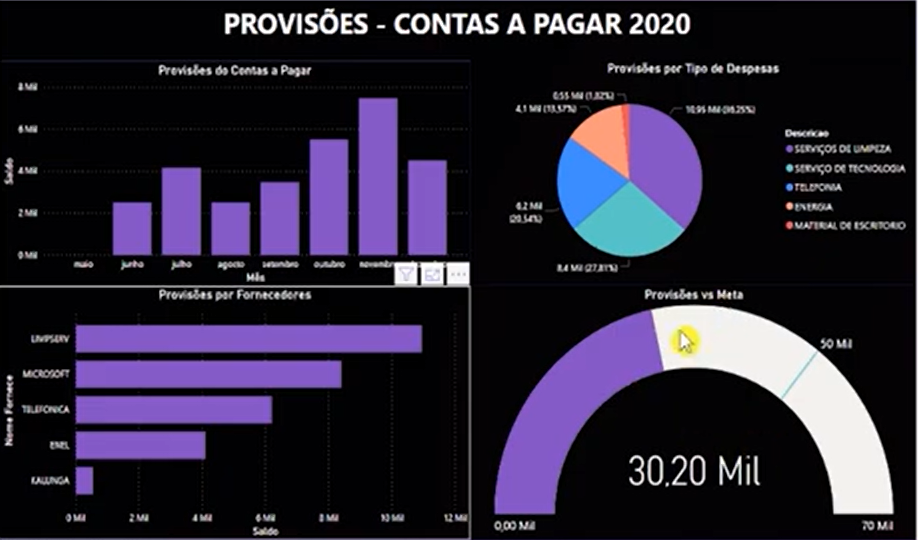 PROVISÕES - CONTAS A PAGAR 2020
Provisões do Contas a Pagar
8 Mil
6 Mil
4 Mil
2 Mil
0 Mil
Saldo
maio
junho
julho
agosto
setembro
outubro
novembro
Mês
Provisões por Tipo de Despesas
0,55 Mil (1,82%)
4,1 Mil (13,57%)
10,95 Mil (36,25%)
6,2 Mil
(20,54%)
8,4 Mil (27,81%)
Descricao
SERVIÇOS DE LIMPEZA
SERVIÇO DE TECNOLOGIA
TELEFONIA
ENERGIA
MATERIAL DE ESCRITORIO
Provisões por Fornecedores
Nome Fornece
LIMPSERV
MICROSOFT
TELEFONICA
ENEL
KALUNGA
0 Mil
2 Mil
4 Mil
6 Mil
8 Mil
10 Mil
12 Mil
Saldo
Provisões vs Meta
50 Mil
30,20 Mil
0,00 Mil
70 Mil